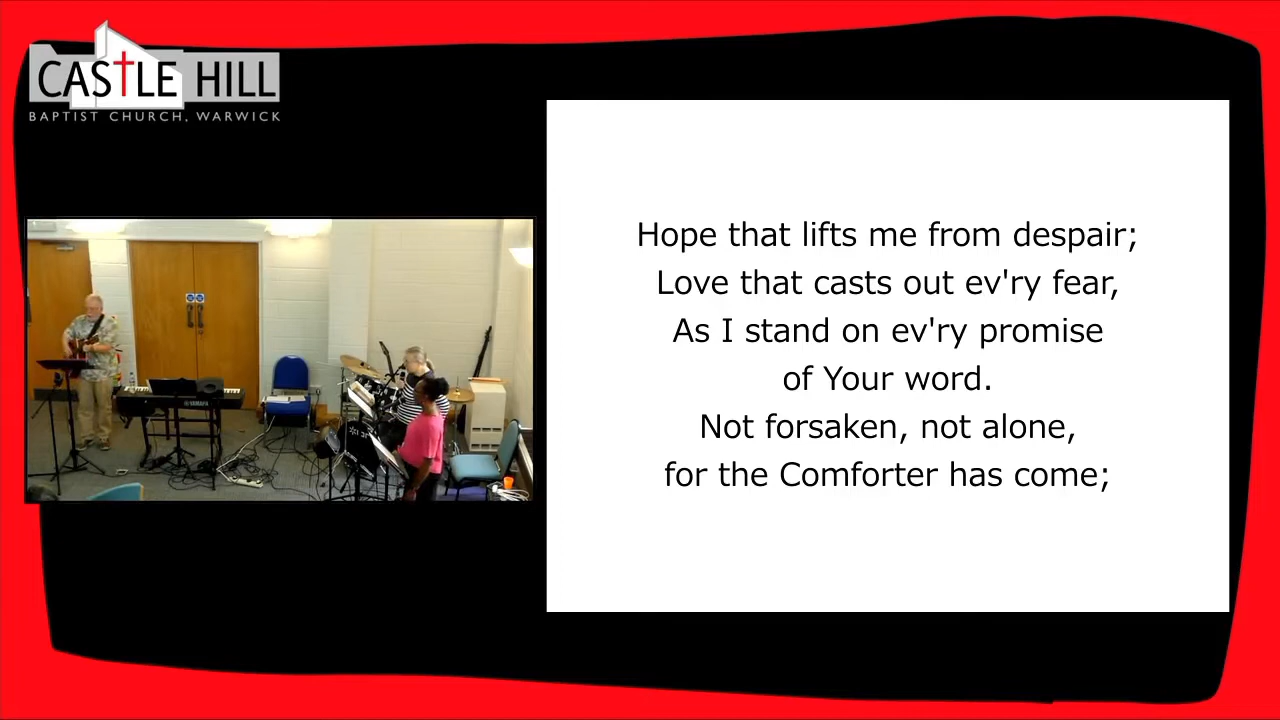 CASTLE HILL
BAPTIST CHURCH, WARWICK
Hope that lifts me from despair;
Love that casts out ev'ry fear,
As I stand on ev'ry promise
of Your word.
Not forsaken, not alone,
for the Comforter has come;
YAMAHA